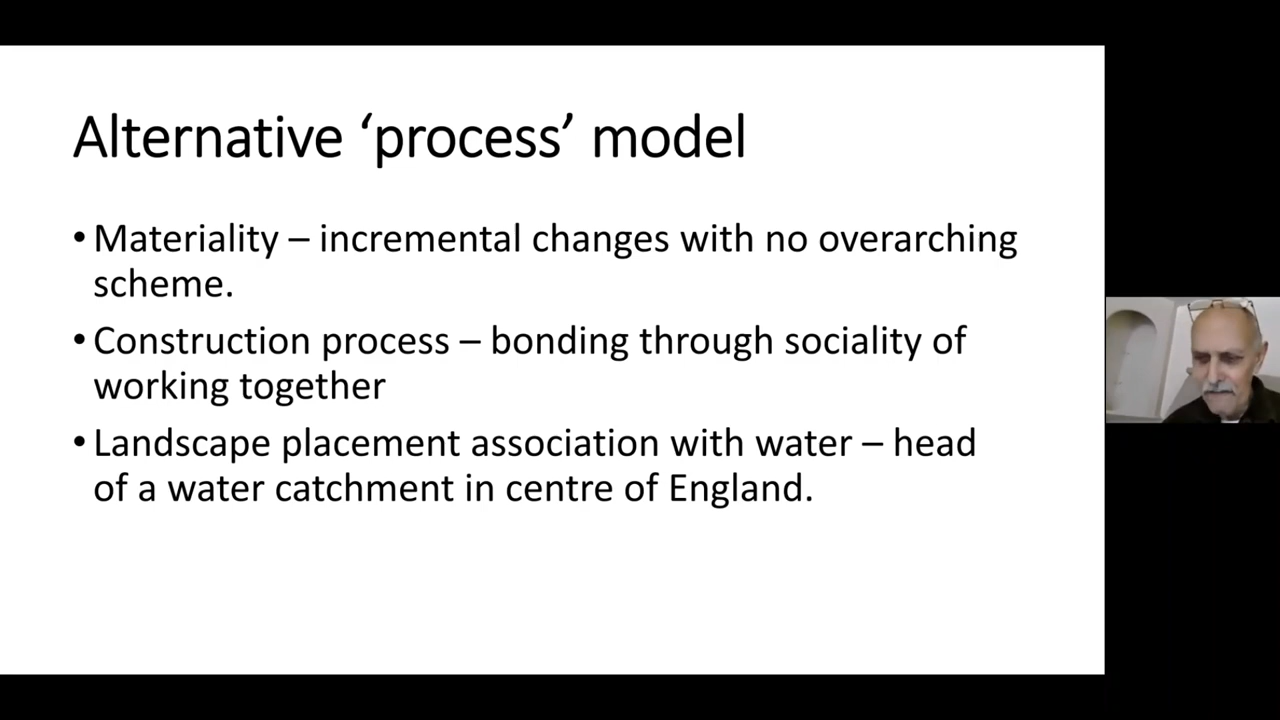 Alternative ‘process’ model
• Materiality – incremental changes with no overarching
scheme.
• Construction process – bonding through sociality of
working together
• Landscape placement association with water – head
of a water catchment in centre of England.